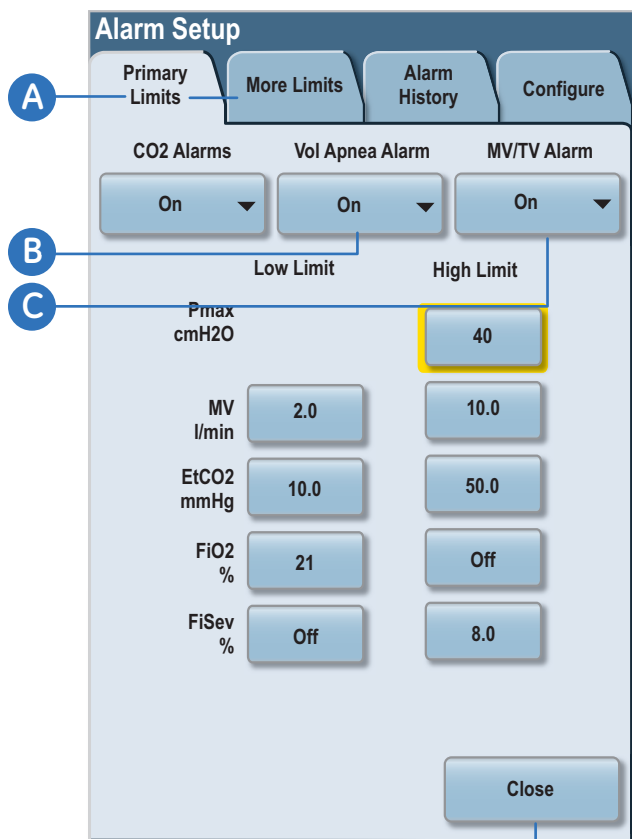 Alarm Setup
Primary
Limits
More Limits
Alarm
History
Configure
A
CO2 Alarms
Vol Apnea Alarm
MV/TV Alarm
On
On
On
B
Low Limit
High Limit
C
Pmax
cmH2O
40
MV
l/min
2.0
10.0
EtCO2
mmHg
10.0
50.0
FiO2
%
21
Off
FiSev
%
Off
8.0
Close